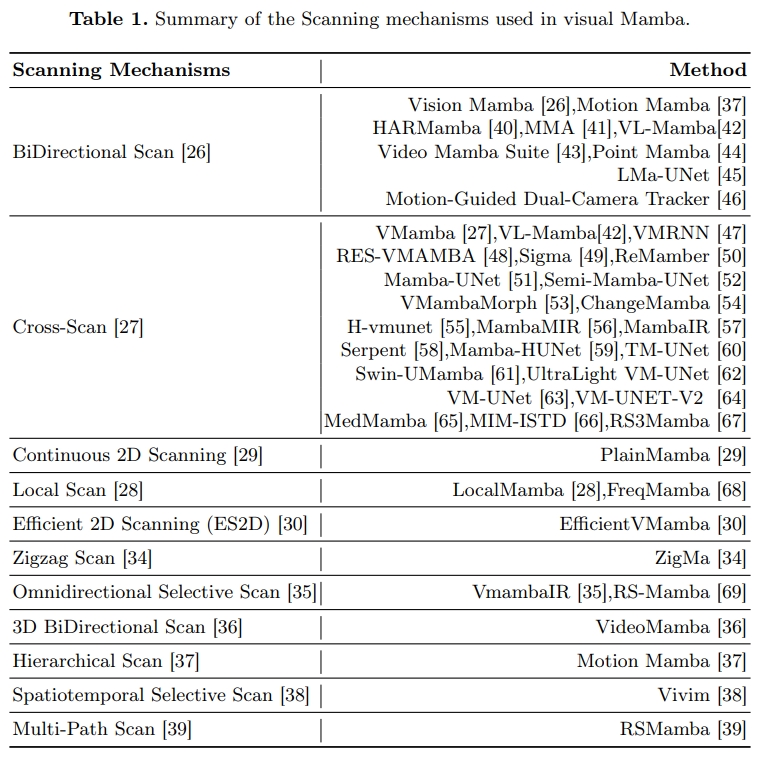 Table 1. Summary of the Scanning mechanisms used in visual Mamba.
Scanning Mechanisms | Method
BiDirectional Scan [26] | Vision Mamba [26],Motion Mamba [37]
HARMamba [40],MMA [41],VL-Mamba[42]
Video Mamba Suite [43],Point Mamba [44]
LMa-UNet [45]
Motion-Guided Dual-Camera Tracker [46]
Cross-Scan [27] | VMamba [27],VL-Mamba[42],VMRNN [47]
RES-VMAMBA [48],Sigma [49],ReMamber [50]
Mamba-UNet [51],Semi-Mamba-UNet [52]
VMambaMorph [53],ChangeMamba [54]
H-vmunet [55],MambaMIR [56],MambaIR [57]
Serpent [58],Mamba-HUNet [59],TM-UNet [60]
Swin-UMamba [61],UltraLight VM-UNet [62]
VM-UNet [63],VM-UNET-V2 [64]
MedMamba [65],MIM-ISTD [66],RS3Mamba [67]
Continuous 2D Scanning [29] | PlainMamba [29]
Local Scan [28] | LocalMamba [28],FreqMamba [68]
Efficient 2D Scanning (ES2D) [30] | EfficientVMamba [30]
Zigzag Scan [34] | ZigMa [34]
Omnidirectional Selective Scan [35] | VmambaIR [35],RS-Mamba [69]
3D BiDirectional Scan [36] | VideoMamba [36]
Hierarchical Scan [37] | Motion Mamba [37]
Spatiotemporal Selective Scan [38] | Vivim [38]
Multi-Path Scan [39] | RSMamba [39]